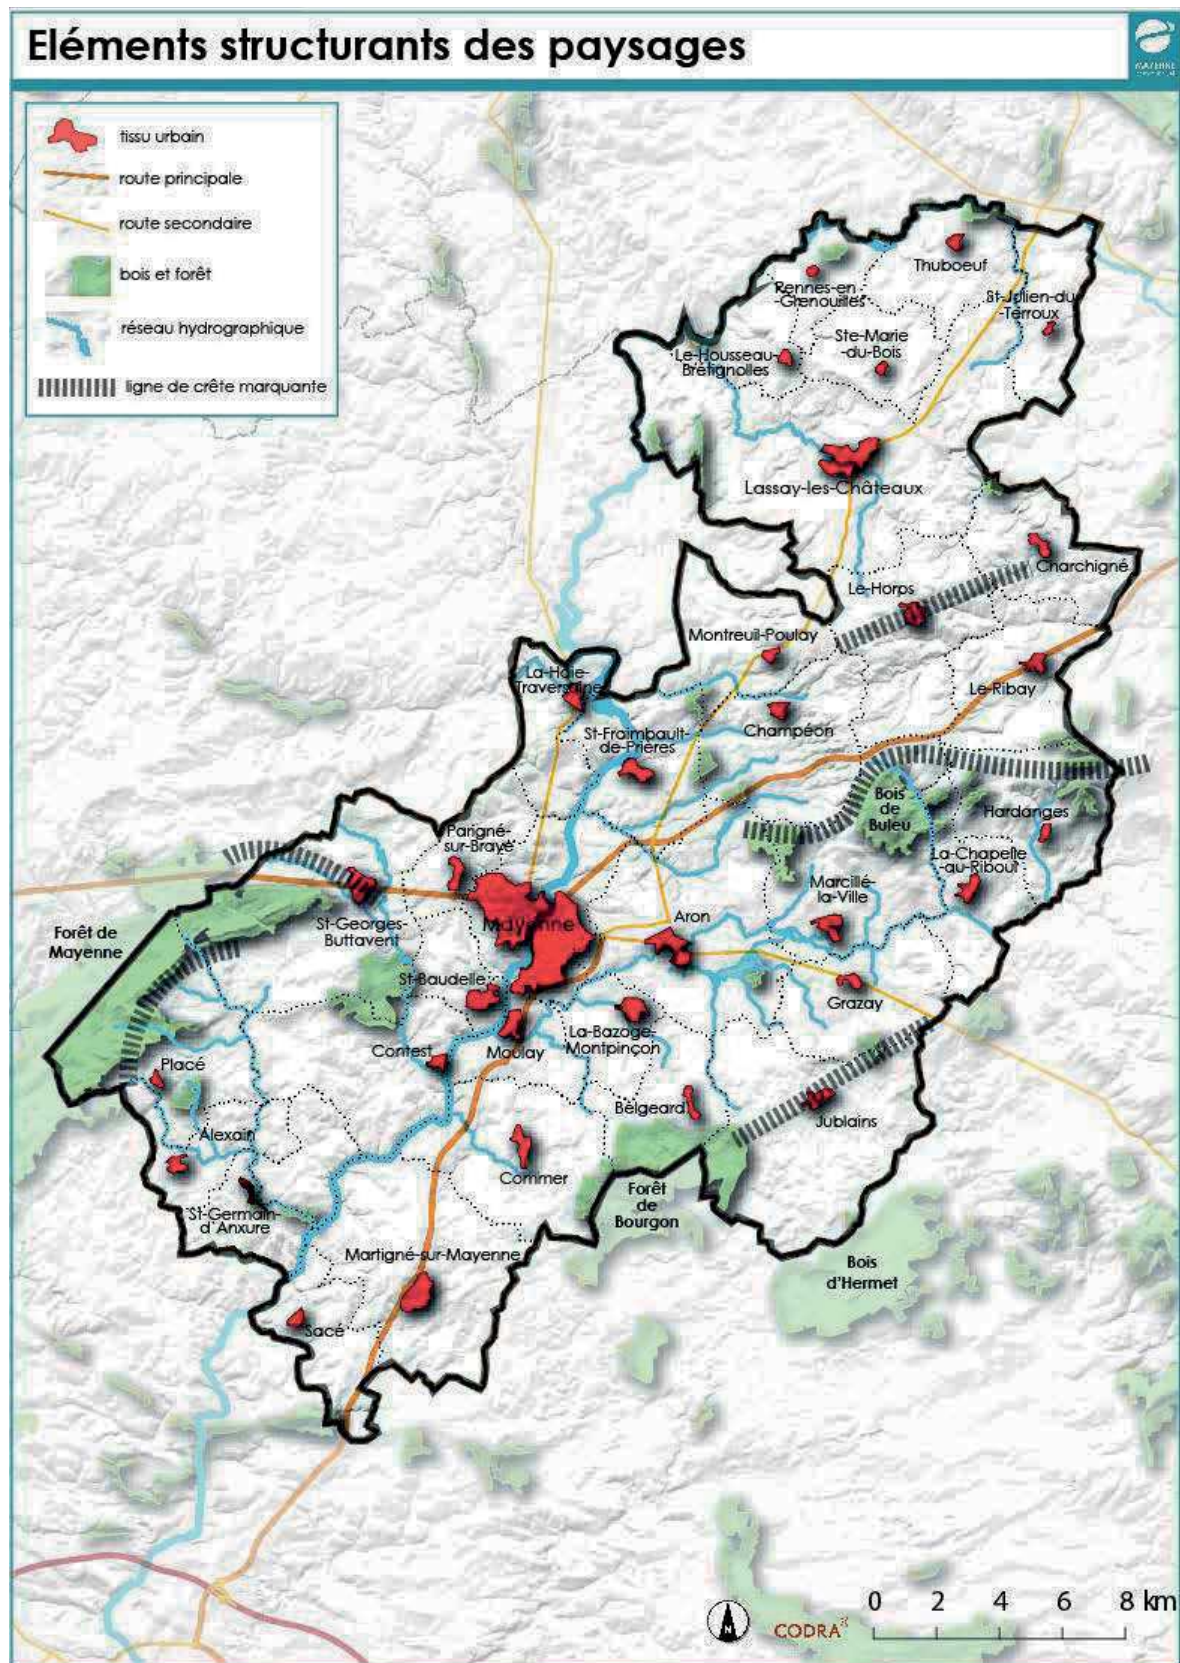 Eléments structurants des paysages
MAYENNE
tissu urbain
route principale
route secondaire
bois et forêt
réseau hydrographique
ligne de crête marquante
Thuboeuf
Rennes-en
-Grenouilles
St-Julien-du
-Terroux
Ste-Marie
-du-Bois
Le-Housseau-
Brétignolles
Lassay-les-Châteaux
Charchigné
Le-Horps
Montreuil-Poulay
Le-Ribay
La-Haie-
Traversaine
Champéon
St-Fraimbault-
de-Prières
Bois
de
Buleu
Hardanges
Parigné-
sur-Braye
La-Chapelle
-au-Riboul
Marcillé-
la-Ville
Mayenne
Aron
St-Georges-
Buttavent
Forêt de
Mayenne
St-Baudelle
Grazay
La-Bazoge-
Montpinçon
Contest
Moulay
Placé
Belgeard
Jublains
Alexain
Commer
Forêt
de
Bourgon
St-Germain-
d'Anxure
Martigné-sur-Mayenne
Bois
d'Hermet
Sacé
0 2 4 6 8 km
N
CODRA